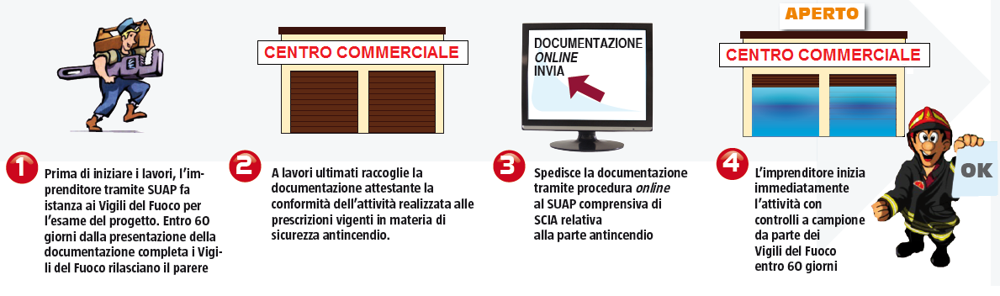 CENTRO COMMERCIALE
DOCUMENTAZIONE
ONLINE
INVIA
APERTO
CENTRO COMMERCIALE
1
Prima di iniziare i lavori, l'im-
prenditore tramite SUAP fa
istanza ai Vigili del Fuoco per
l'esame del progetto. Entro 60
giorni dalla presentazione della
documentazione completa i Vigi-
li del Fuoco rilasciano il parere
2
A lavori ultimati raccoglie la
documentazione attestante la
conformità dell'attività realizzata alle
prescrizioni vigenti in materia di
sicurezza antincendio.
3
Spedisce la documentazione
tramite procedura online
al SUAP comprensiva di
SCIA relativa
alla parte antincendio
4
L'imprenditore inizia
immediatamente
l'attività con
controlli a campione
da parte dei
Vigili del Fuoco
entro 60 giorni
OK